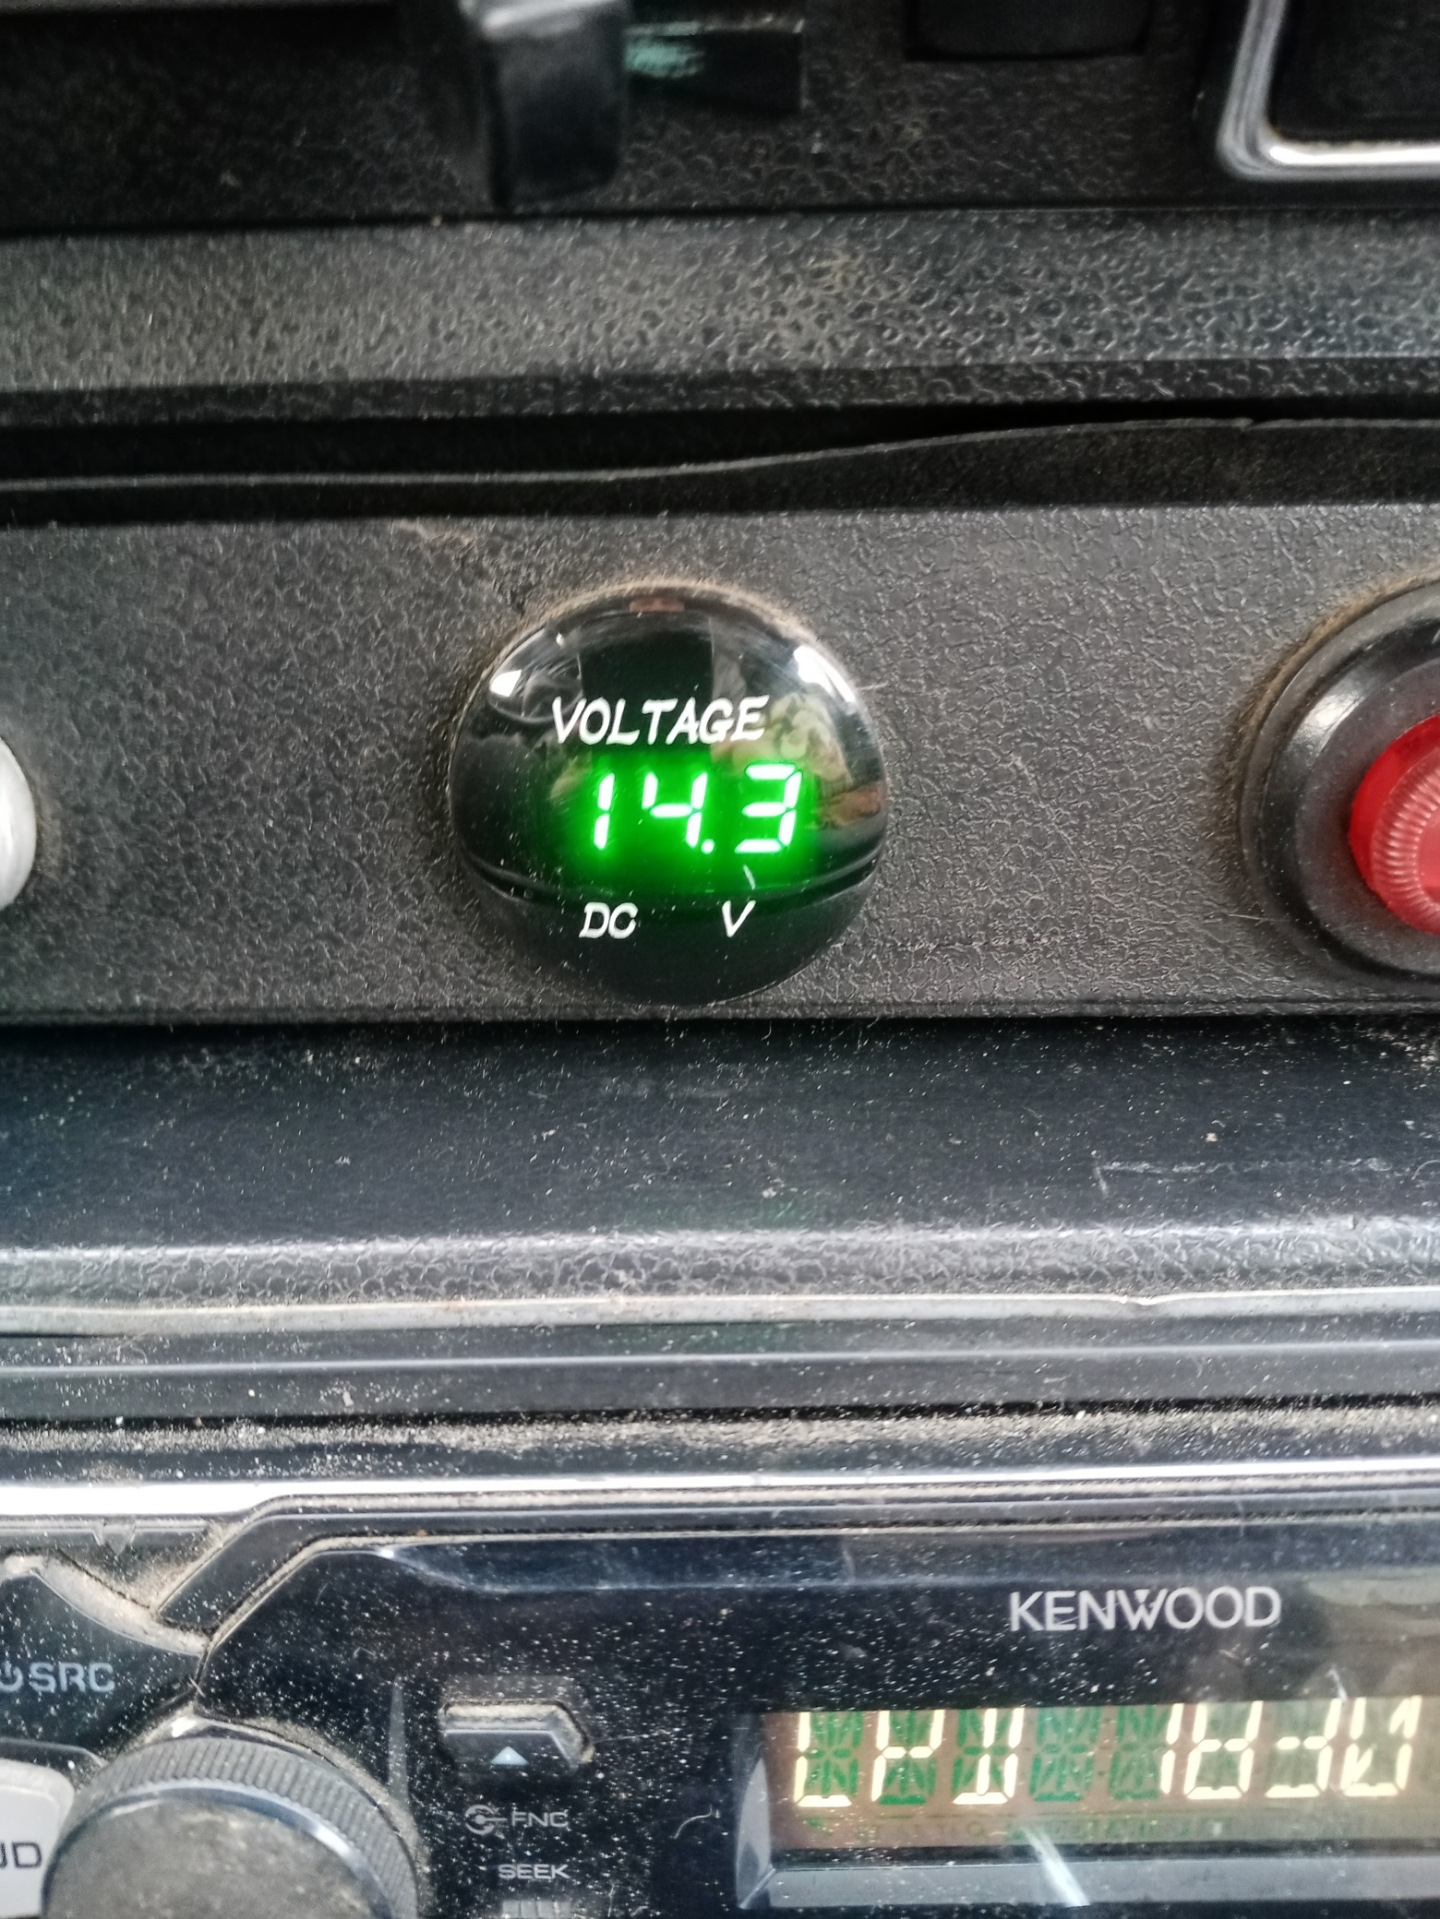 VOLTAGE
14.3
DC V
KENWOOD
SRC
FNC
SEEK